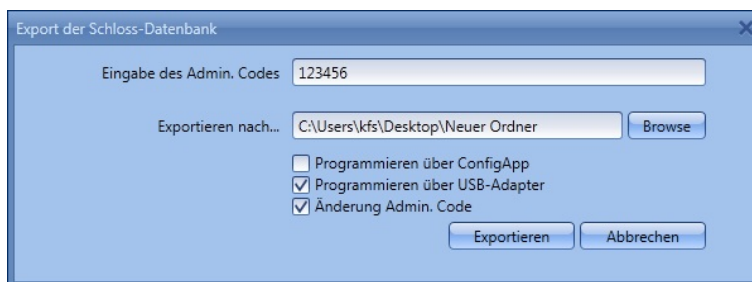 Export der Schloss-Datenbank
Eingabe des Admin. Codes 123456
Exportieren nach... C:\Users\kfs\Desktop\Neuer Ordner Browse
Programmieren über ConfigApp
Programmieren über USB-Adapter
Änderung Admin. Code
Exportieren Abbrechen